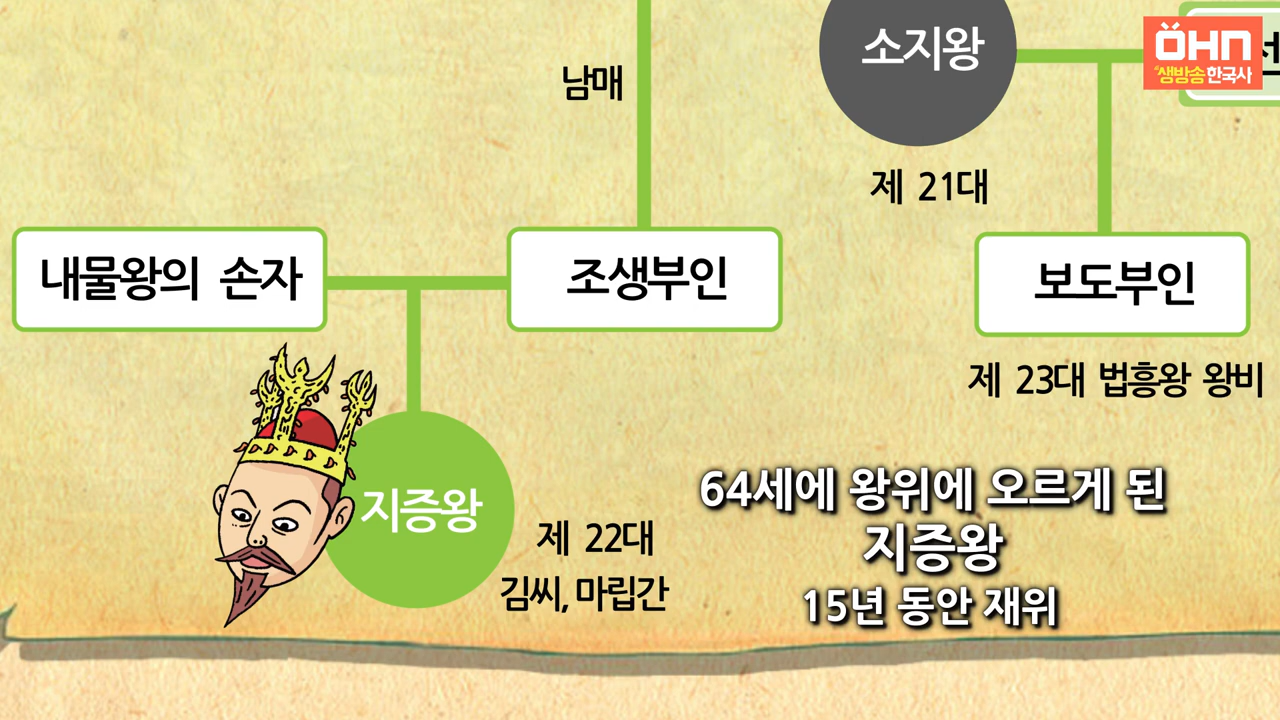 소지왕
ÖHN
생방송 한국사
남매
제 21대
내물왕의 손자
조생부인
보도부인
제 23대 법흥왕 왕비
지증왕
제 22대
김씨, 마립간
64세에 왕위에 오르게 된
지증왕
15년 동안 재위